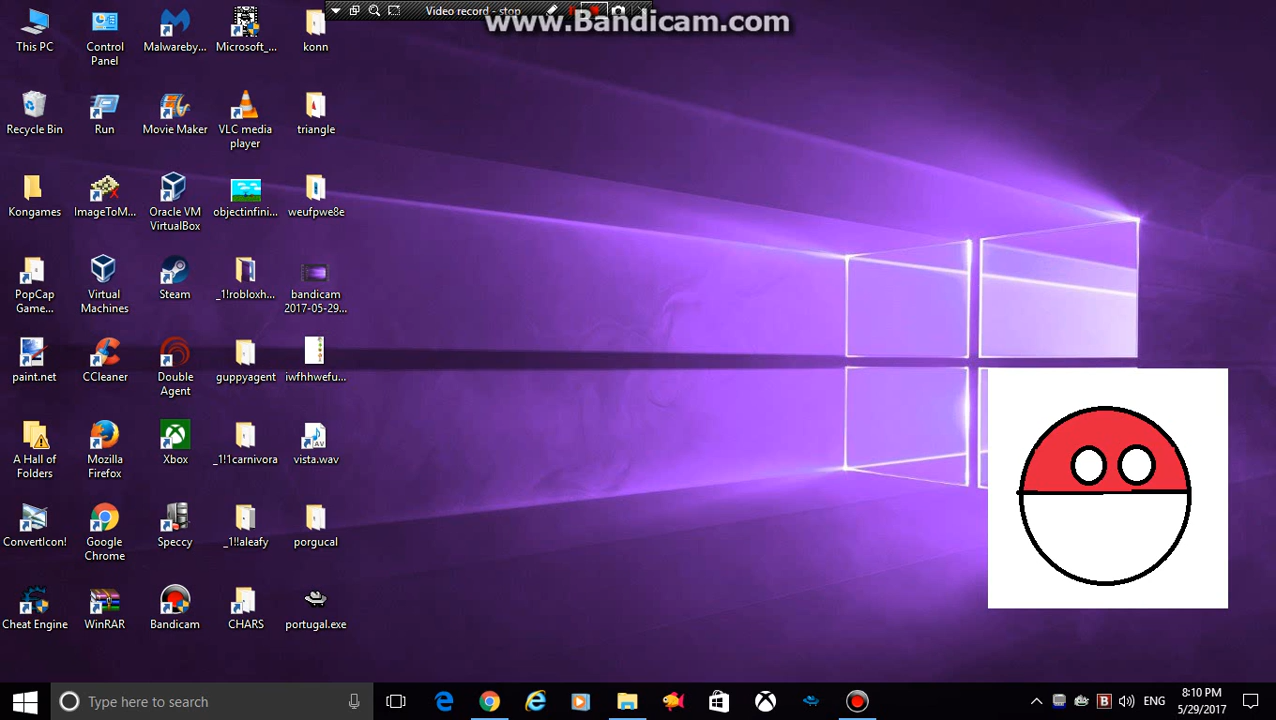 Video record - stop
www.Bandicam.com
This PC
Control
Panel
Malwareby...
Microsoft_...
konn
Recycle Bin
Run
Movie Maker
VLC media
player
triangle
Kongames
ImageToM...
Oracle VM
VirtualBox
objectinfini...
weufpwe8e
PopCap
Game...
Virtual
Machines
Steam
_1!robloxh...
bandicam
2017-05-29...
paint.net
CCleaner
Double
Agent
guppyagent
iwfhhwefu...
A Hall of
Folders
Mozilla
Firefox
Xbox
_1!1carnivora
vista.wav
ConvertIcon!
Google
Chrome
Speccy
_1!!aleafy
porgucal
Cheat Engine
WinRAR
Bandicam
CHARS
portugal.exe
Type here to search
ENG
8:10 PM
5/29/2017